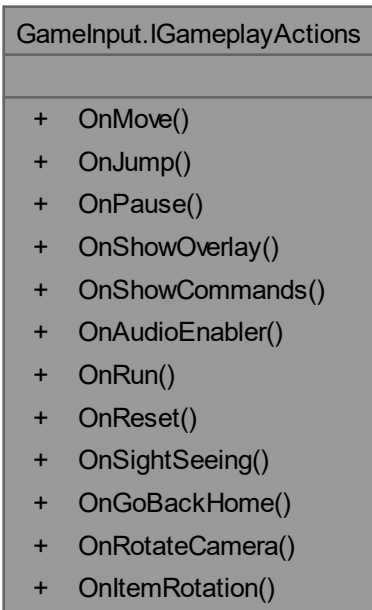 GameInput.IGameplayActions
+ OnMove()
+ OnJump()
+ OnPause()
+ OnShowOverlay()
+ OnShowCommands()
+ OnAudioEnabler()
+ OnRun()
+ OnReset()
+ OnSightSeeing()
+ OnGoBackHome()
+ OnRotateCamera()
+ OnItemRotation()